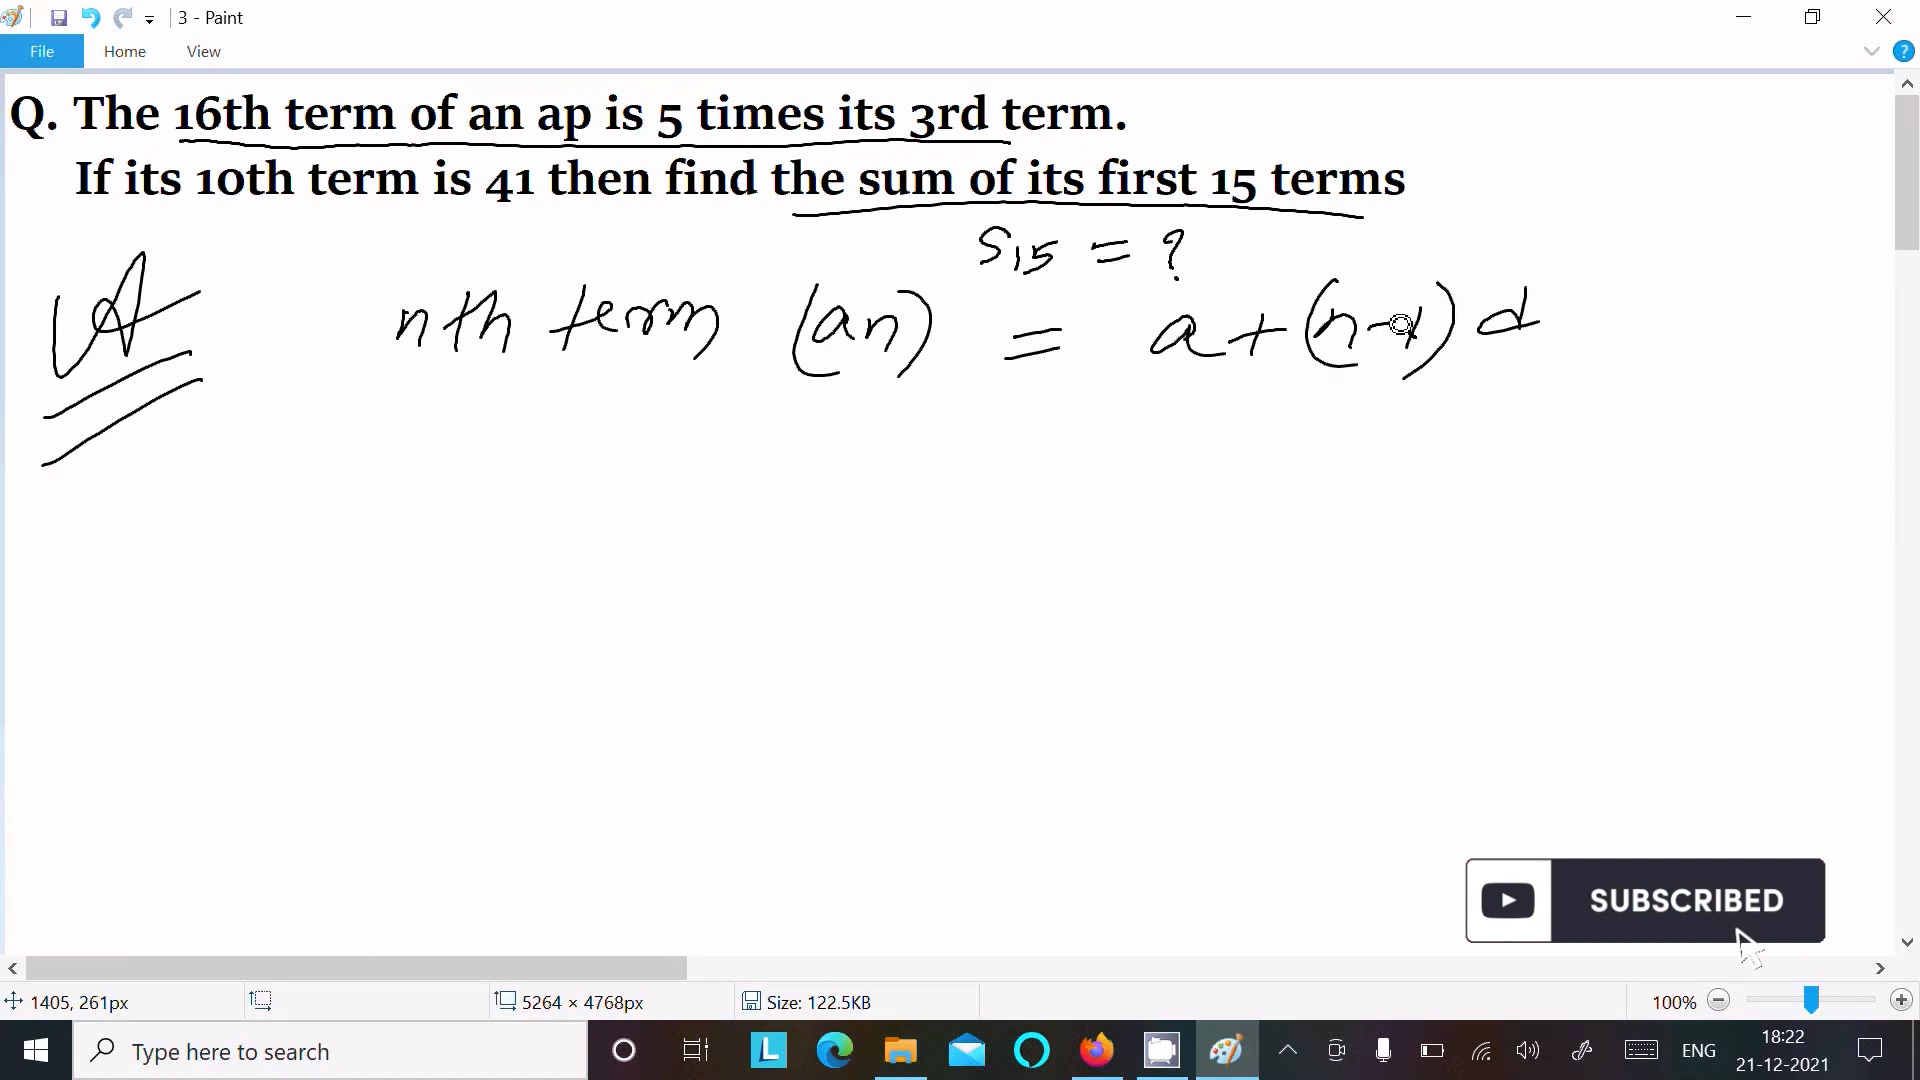 3 - Paint
File Home View
Q. The 16th term of an ap is 5 times its 3rd term.
If its 10th term is 41 then find the sum of its first 15 terms
S15 = ?
A nth term (an) = a+(n-1)d
SUBSCRIBED
1405, 261px 5264 × 4768px Size: 122.5KB 100%
Type here to search L ENG 18:22
21-12-2021